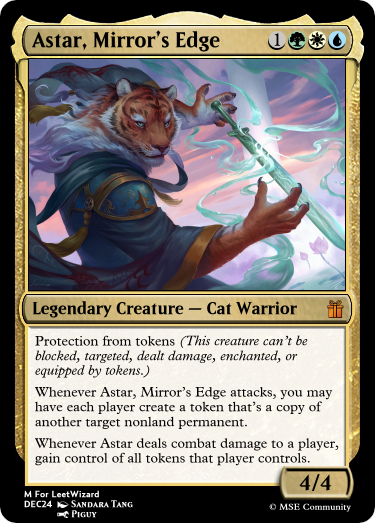 Astar, Mirror's Edge
1
Legendary Creature — Cat Warrior
Protection from tokens (This creature can't be
blocked, targeted, dealt damage, enchanted, or
equipped by tokens.)
Whenever Astar, Mirror's Edge attacks, you may
have each player create a token that's a copy of
another target nonland permanent.
Whenever Astar deals combat damage to a player,
gain control of all tokens that player controls.
4/4
M For LeetWizard
DEC24 Sandara Tang
Piguy
© MSE Community